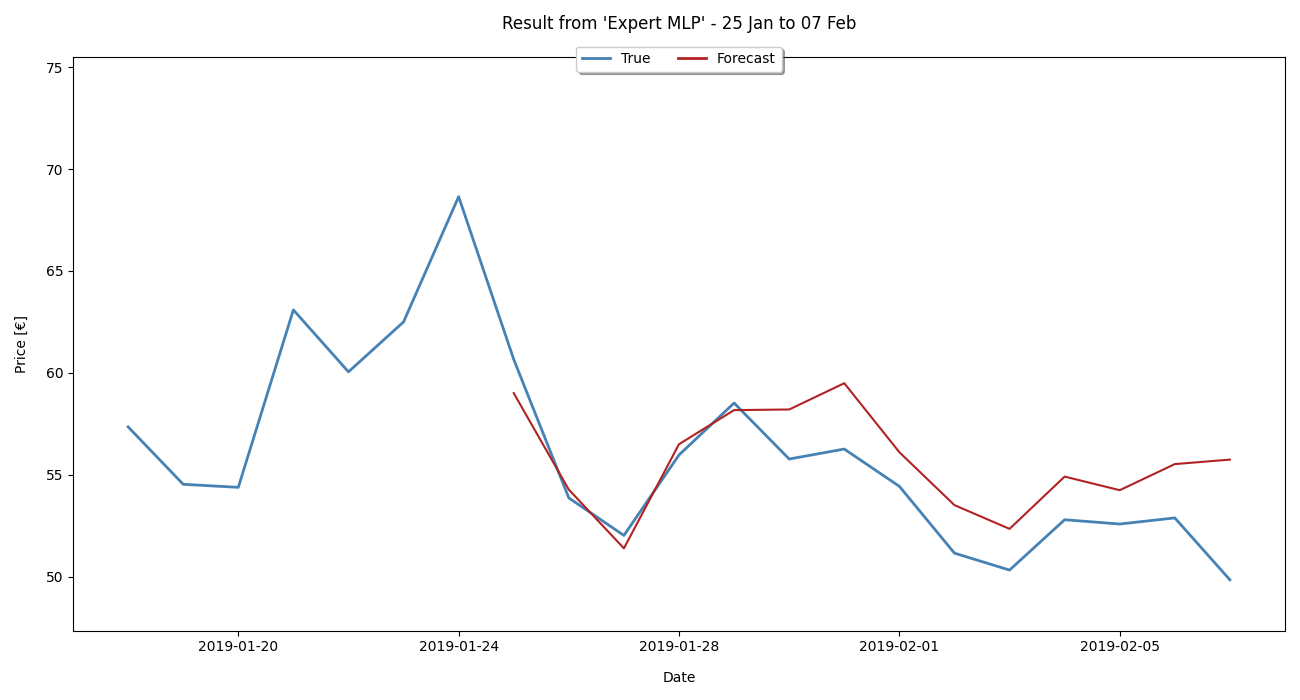 Result from 'Expert MLP' - 25 Jan to 07 Feb
True Forecast
75
70
65
60
55
50
Price [€]
2019-01-20 2019-01-24 2019-01-28 2019-02-01 2019-02-05
Date